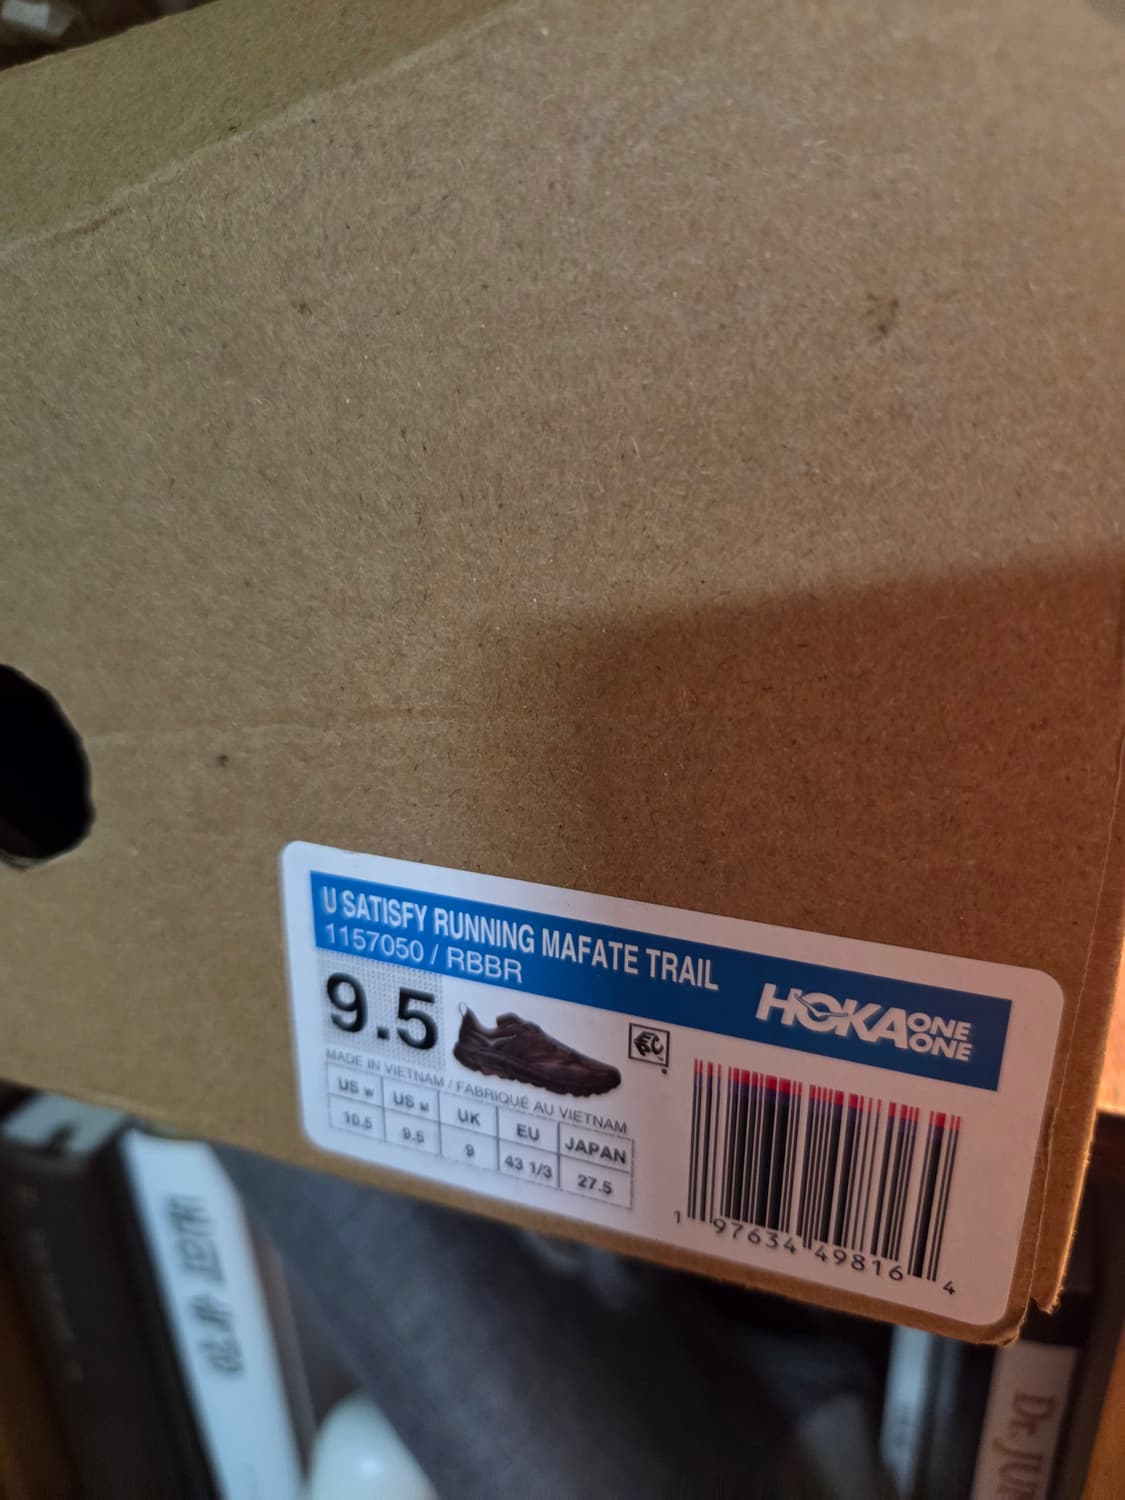 U SATISFY RUNNING MAFATE TRAIL
1157050 / RBBR
HOKA ONE ONE
9.5
MADE IN VIETNAM / FABRIQUÉ AU VIETNAM
US W US M UK EU JAPAN
10.5 9.5 9 43 1/3 27.5
1 97634 49816 4
Dr.